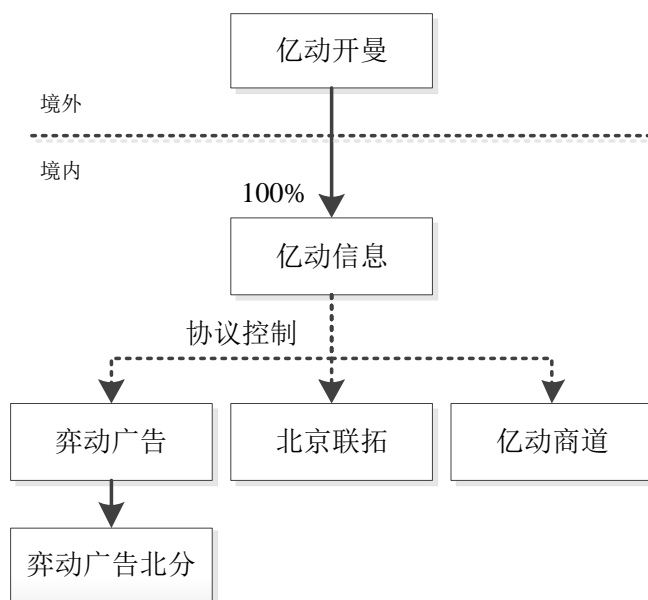 亿动开曼
境外
境内
100%
亿动信息
协议控制
弈动广告
北京联拓
亿动商道
弈动广告北分